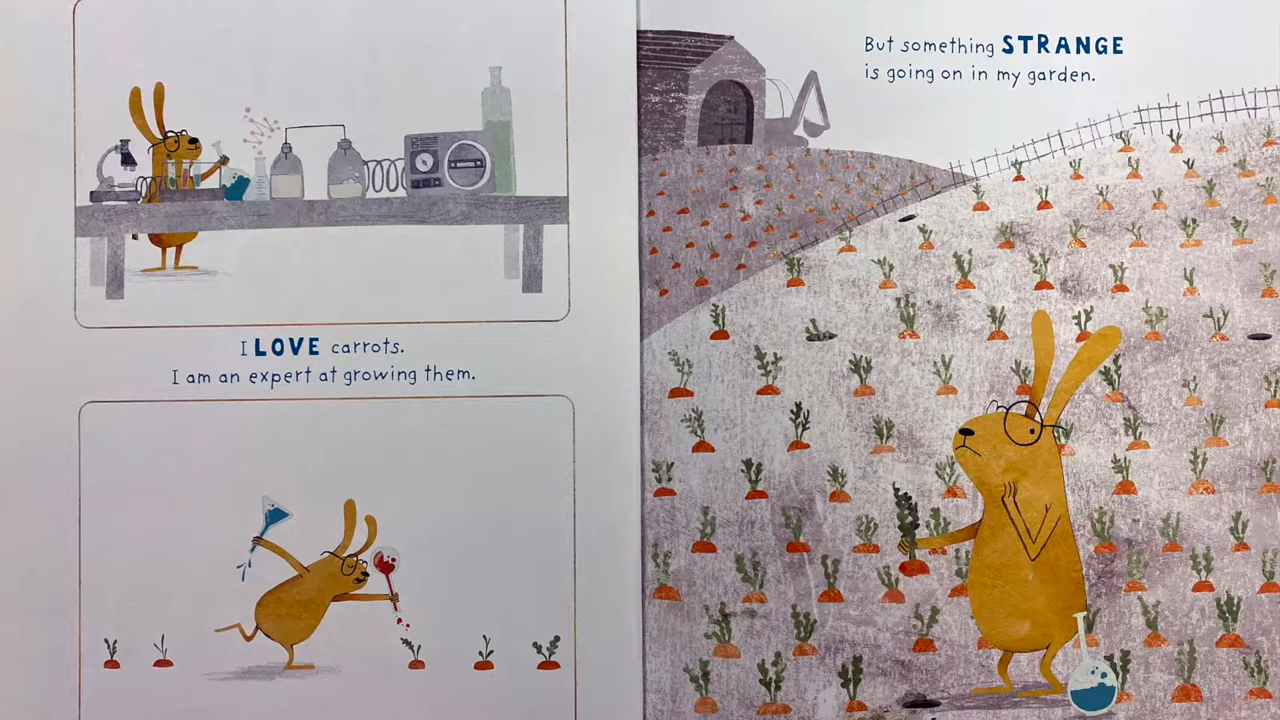 I LOVE carrots.
I am an expert at growing them.
But something STRANGE
is going on in my garden.